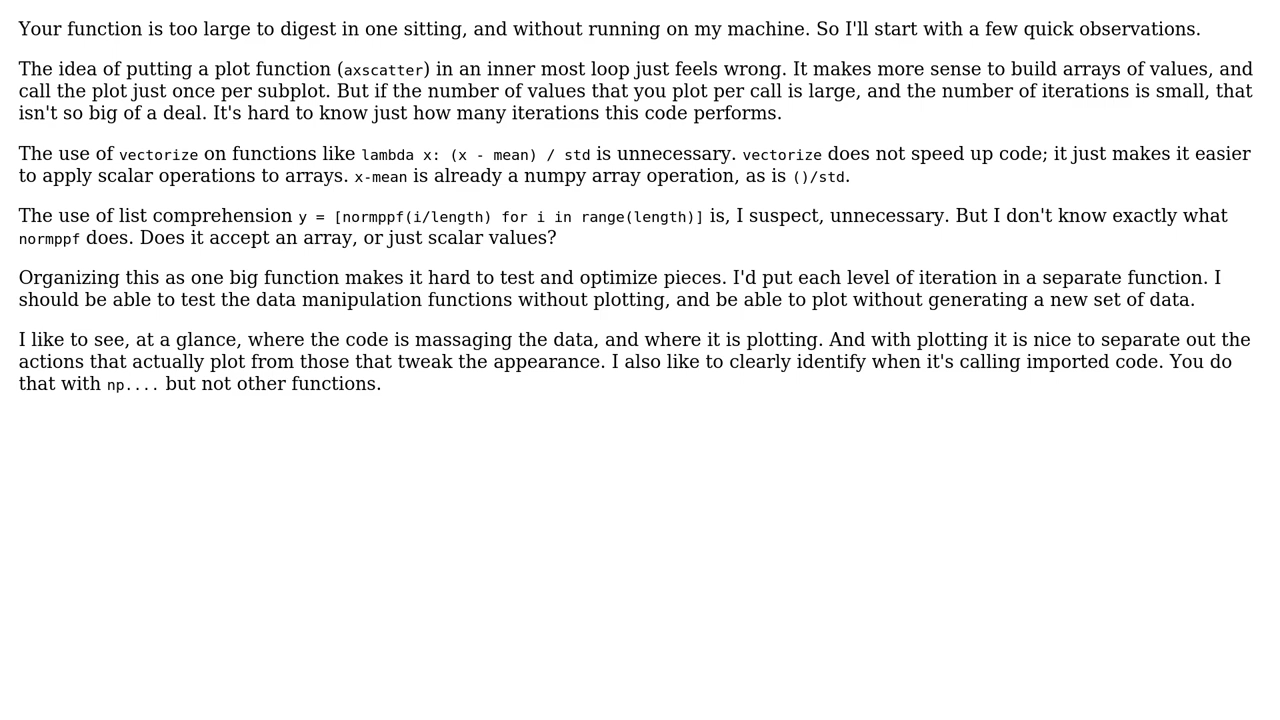 Your function is too large to digest in one sitting, and without running on my machine. So I'll start with a few quick observations.
The idea of putting a plot function (axscatter) in an inner most loop just feels wrong. It makes more sense to build arrays of values, and
call the plot just once per subplot. But if the number of values that you plot per call is large, and the number of iterations is small, that
isn't so big of a deal. It's hard to know just how many iterations this code performs.
The use of vectorize on functions like lambda x: (x - mean) / std is unnecessary. vectorize does not speed up code; it just makes it easier
to apply scalar operations to arrays. x-mean is already a numpy array operation, as is ()/std.
The use of list comprehension y = [normppf(i/length) for i in range(length)] is, I suspect, unnecessary. But I don't know exactly what
normppf does. Does it accept an array, or just scalar values?
Organizing this as one big function makes it hard to test and optimize pieces. I'd put each level of iteration in a separate function. I
should be able to test the data manipulation functions without plotting, and be able to plot without generating a new set of data.
I like to see, at a glance, where the code is massaging the data, and where it is plotting. And with plotting it is nice to separate out the
actions that actually plot from those that tweak the appearance. I also like to clearly identify when it's calling imported code. You do
that with np.... but not other functions.